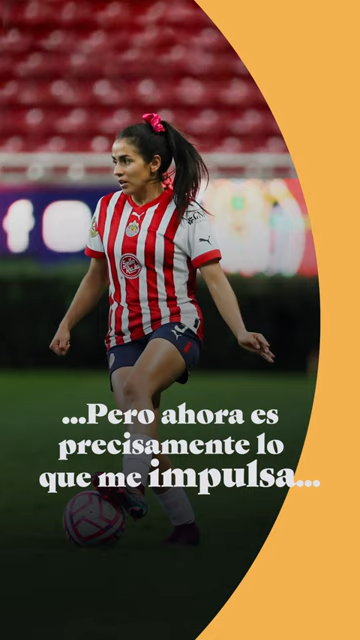 ...Pero ahora es
precisamente lo
que me impulsa...